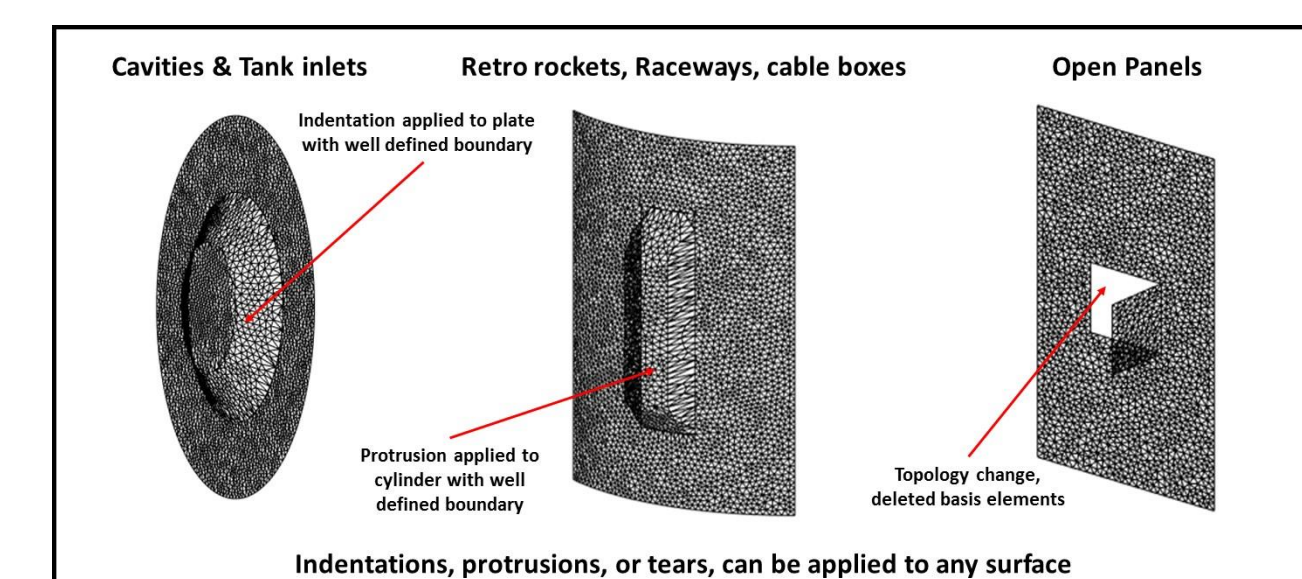 Cavities & Tank inlets
Retro rockets, Raceways, cable boxes
Open Panels
Indentation applied to plate
with well defined boundary
Protrusion applied to
cylinder with well
defined boundary
Topology change,
deleted basis elements
Indentations, protrusions, or tears, can be applied to any surface